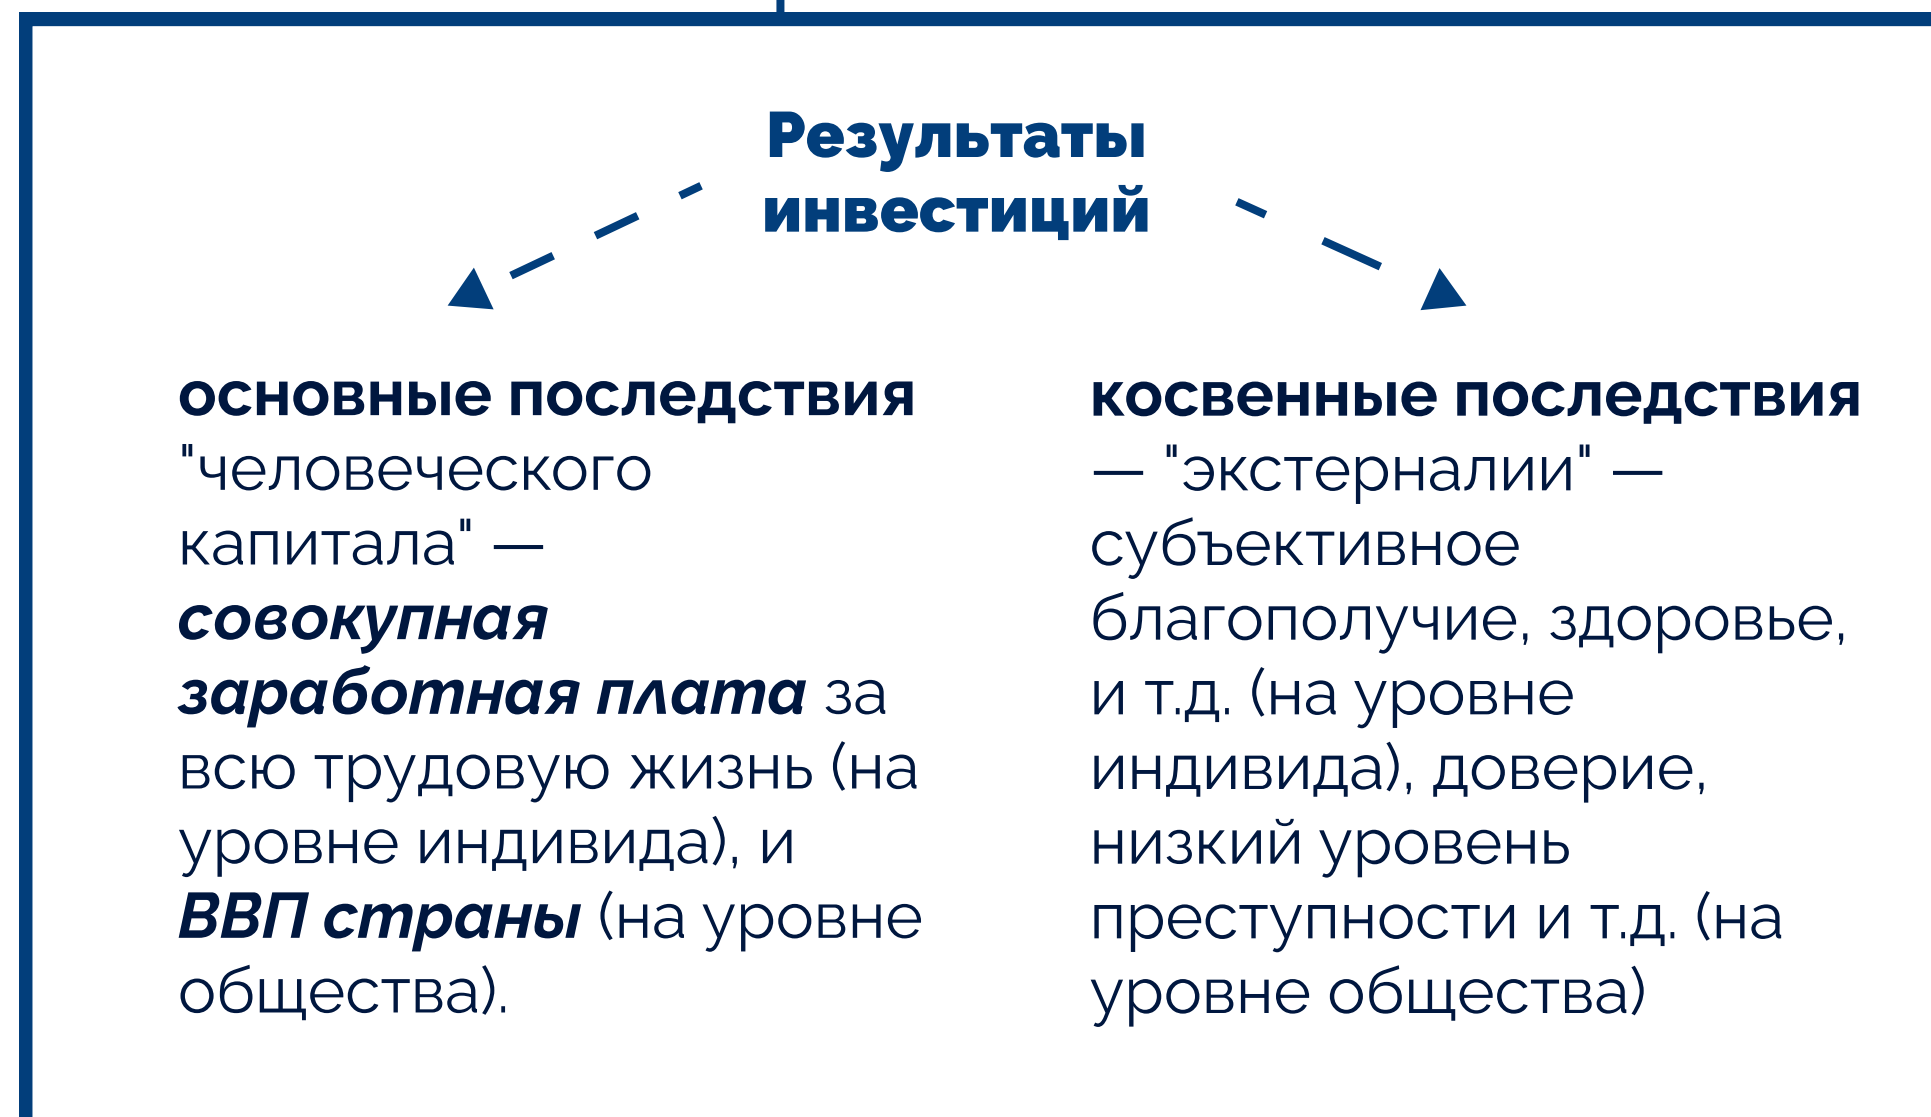 Результаты
инвестиций
основные последствия
"человеческого
капитала" —
совокупная
заработная плата за
всю трудовую жизнь (на
уровне индивида), и
ВВП страны (на уровне
общества).
косвенные последствия
— "экстерналии" —
субъективное
благополучие, здоровье,
и т.д. (на уровне
индивида), доверие,
низкий уровень
преступности и т.д. (на
уровне общества)